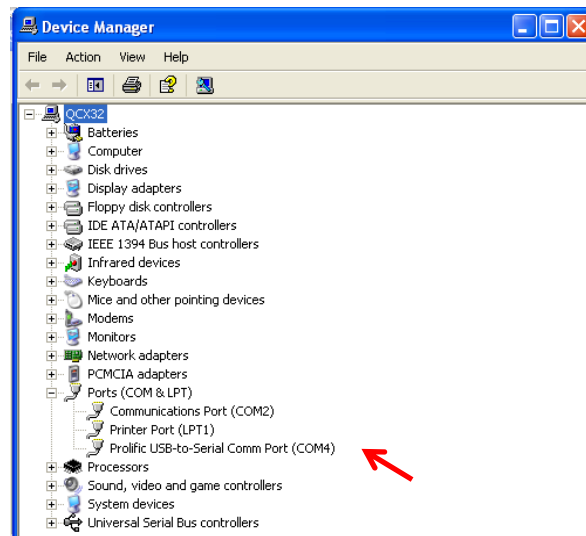 Device Manager
File Action View Help
QCX32
Batteries
Computer
Disk drives
Display adapters
Floppy disk controllers
IDE ATA/ATAPI controllers
IEEE 1394 Bus host controllers
Infrared devices
Keyboards
Mice and other pointing devices
Modems
Monitors
Network adapters
PCMCIA adapters
Ports (COM & LPT)
Communications Port (COM2)
Printer Port (LPT1)
Prolific USB-to-Serial Comm Port (COM4)
Processors
Sound, video and game controllers
System devices
Universal Serial Bus controllers